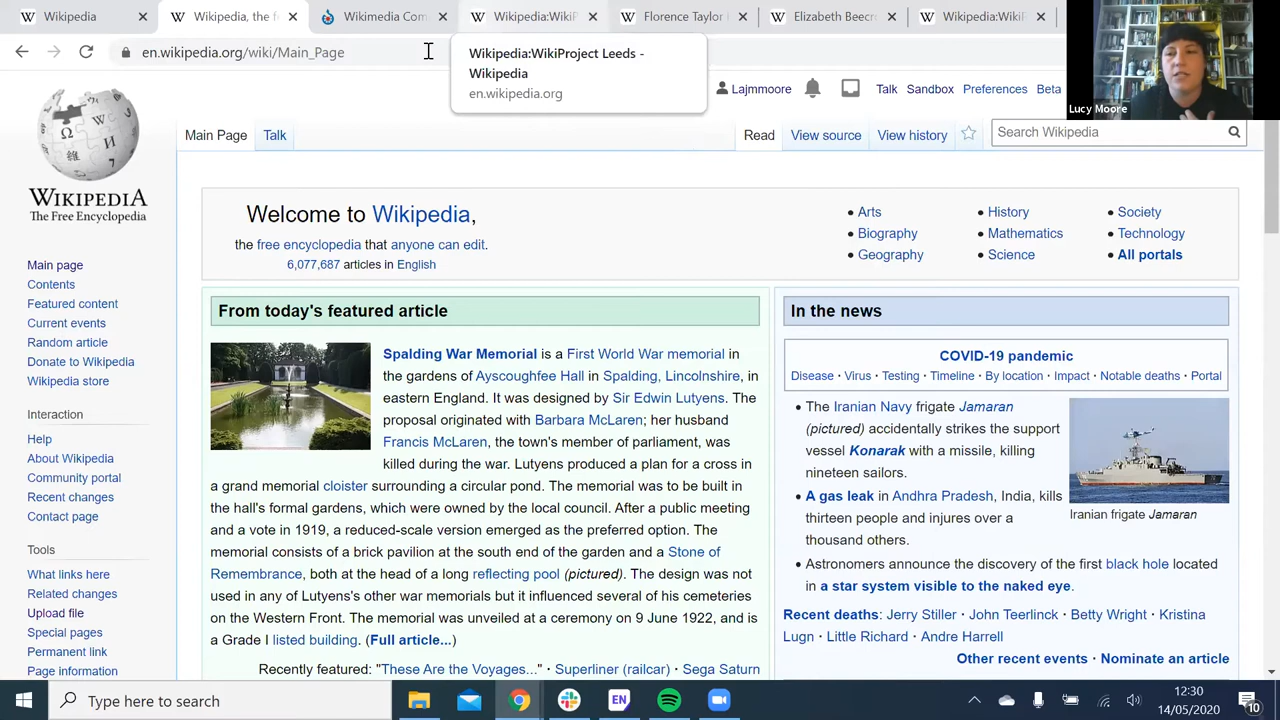 Wikipedia
Wikipedia, the f
Wikimedia Com
Wikipedia:WikiP
Florence Taylor
Elizabeth Beech
Wikipedia:WikiP
en.wikipedia.org/wiki/Main_Page
Wikipedia:WikiProject Leeds -
Wikipedia
en.wikipedia.org
Lajmmoore
Talk
Sandbox
Preferences
Beta
Lucy Moore
Main Page
Talk
Read
View source
View history
Search Wikipedia
WIKIPEDIA
The Free Encyclopedia
Main page
Contents
Featured content
Current events
Random article
Donate to Wikipedia
Wikipedia store
Interaction
Help
About Wikipedia
Community portal
Recent changes
Contact page
Tools
What links here
Related changes
Upload file
Special pages
Permanent link
Page information
Welcome to Wikipedia,
the free encyclopedia that anyone can edit.
6,077,687 articles in English
• Arts
• Biography
• Geography
• History
• Mathematics
• Science
• Society
• Technology
• All portals
From today's featured article
Spalding War Memorial is a First World War memorial in
the gardens of Ayscoughfee Hall in Spalding, Lincolnshire, in
eastern England. It was designed by Sir Edwin Lutyens. The
proposal originated with Barbara McLaren; her husband
Francis McLaren, the town's member of parliament, was
killed during the war. Lutyens produced a plan for a cross in
a grand memorial cloister surrounding a circular pond. The memorial was to be built in
the hall's formal gardens, which were owned by the local council. After a public meeting
and a vote in 1919, a reduced-scale version emerged as the preferred option. The
memorial consists of a brick pavilion at the south end of the garden and a Stone of
Remembrance, both at the head of a long reflecting pool (pictured). The design was not
used in any of Lutyens's other war memorials but it influenced several of his cemeteries
on the Western Front. The memorial was unveiled at a ceremony on 9 June 1922, and is
a Grade I listed building. (Full article...)
Recently featured: "These Are the Voyages..." · Superliner (railcar) · Sega Saturn
In the news
COVID-19 pandemic
Disease · Virus · Testing · Timeline · By location · Impact · Notable deaths · Portal
• The Iranian Navy frigate Jamaran
(pictured) accidentally strikes the support
vessel Konarak with a missile, killing
nineteen sailors.
• A gas leak in Andhra Pradesh, India, kills
thirteen people and injures over a
thousand others.
Iranian frigate Jamaran
• Astronomers announce the discovery of the first black hole located
in a star system visible to the naked eye.
Recent deaths: Jerry Stiller · John Teerlinck · Betty Wright · Kristina
Lugn · Little Richard · Andre Harrell
Other recent events · Nominate an article
Type here to search
EN
12:30
14/05/2020
10